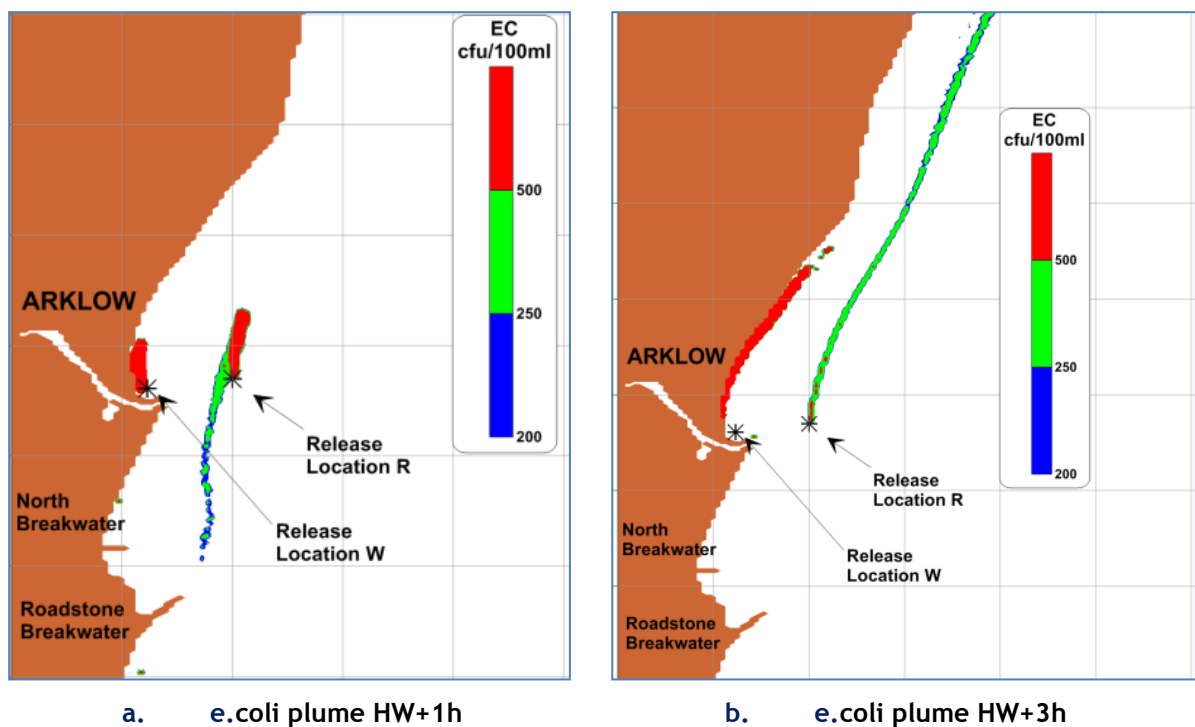 EC
cfu/100ml
500
250
200
ARKLOW
Release
Location R
North
Breakwater
Release
Location W
Roadstone
Breakwater
EC
cfu/100ml
500
250
200
ARKLOW
Release
Location R
North
Breakwater
Release
Location W
Roadstone
Breakwater
a. e.coli plume HW+1h
b. e.coli plume HW+3h